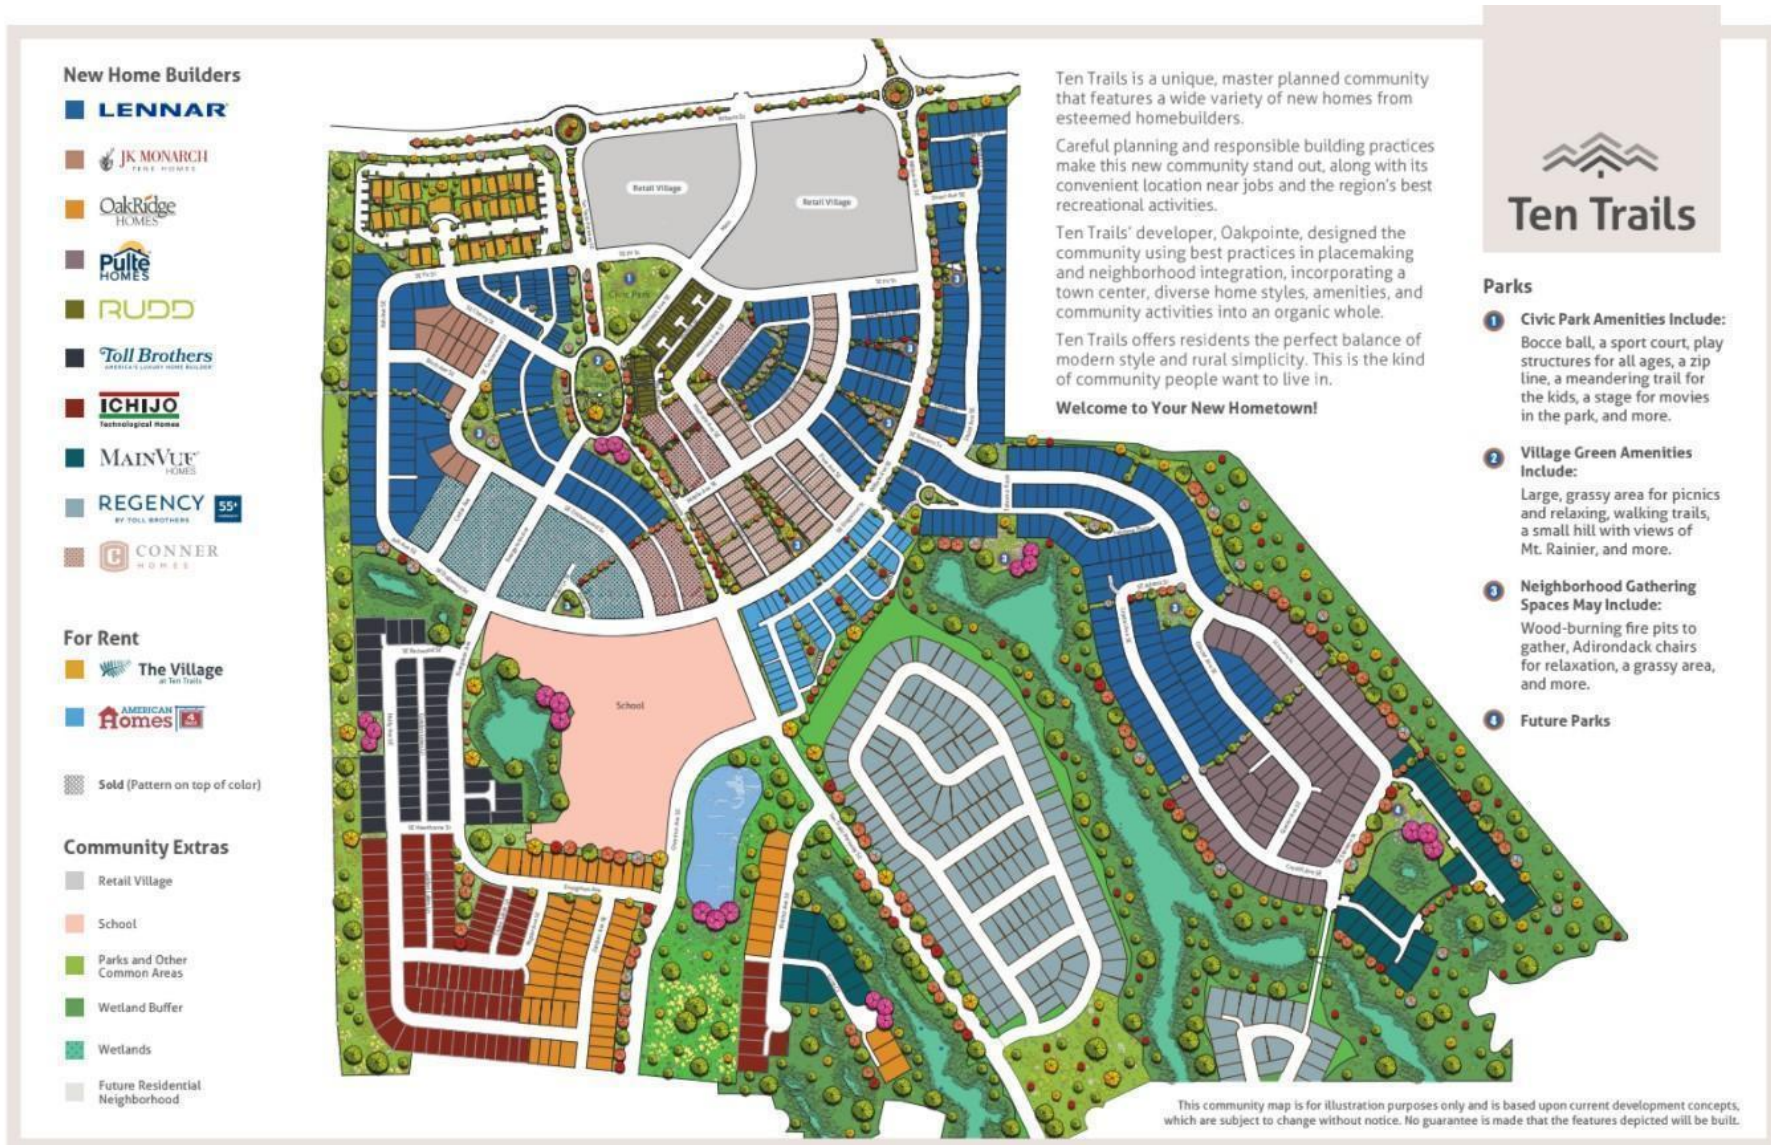 New Home Builders
LENNAR
JK MONARCH
FINE HOMES
OakRidge
HOMES
Pulte
HOMES
RUDD
Toll Brothers
AMERICA'S LUXURY HOME BUILDER
ICHIJO
Technological Homes
MAINVUE
HOMES
REGENCY 55+
BY TOLL BROTHERS
CONNER
HOMES
For Rent
The Village
at Ten Trails
AMERICAN
Homes 4
Sold (Pattern on top of color)
Community Extras
Retail Village
School
Parks and Other
Common Areas
Wetland Buffer
Wetlands
Future Residential
Neighborhood
Retail Village
Retail Village
Civic Park
School
Ten Trails is a unique, master planned community
that features a wide variety of new homes from
esteemed homebuilders.
Careful planning and responsible building practices
make this new community stand out, along with its
convenient location near jobs and the region's best
recreational activities.
Ten Trails' developer, Oakpointe, designed the
community using best practices in placemaking
and neighborhood integration, incorporating a
town center, diverse home styles, amenities, and
community activities into an organic whole.
Ten Trails offers residents the perfect balance of
modern style and rural simplicity. This is the kind
of community people want to live in.
Welcome to Your New Hometown!
Ten Trails
Parks
1 Civic Park Amenities Include:
Bocce ball, a sport court, play
structures for all ages, a zip
line, a meandering trail for
the kids, a stage for movies
in the park, and more.
2 Village Green Amenities
Include:
Large, grassy area for picnics
and relaxing, walking trails,
a small hill with views of
Mt. Rainier, and more.
3 Neighborhood Gathering
Spaces May Include:
Wood-burning fire pits to
gather, Adirondack chairs
for relaxation, a grassy area,
and more.
4 Future Parks
This community map is for illustration purposes only and is based upon current development concepts,
which are subject to change without notice. No guarantee is made that the features depicted will be built.